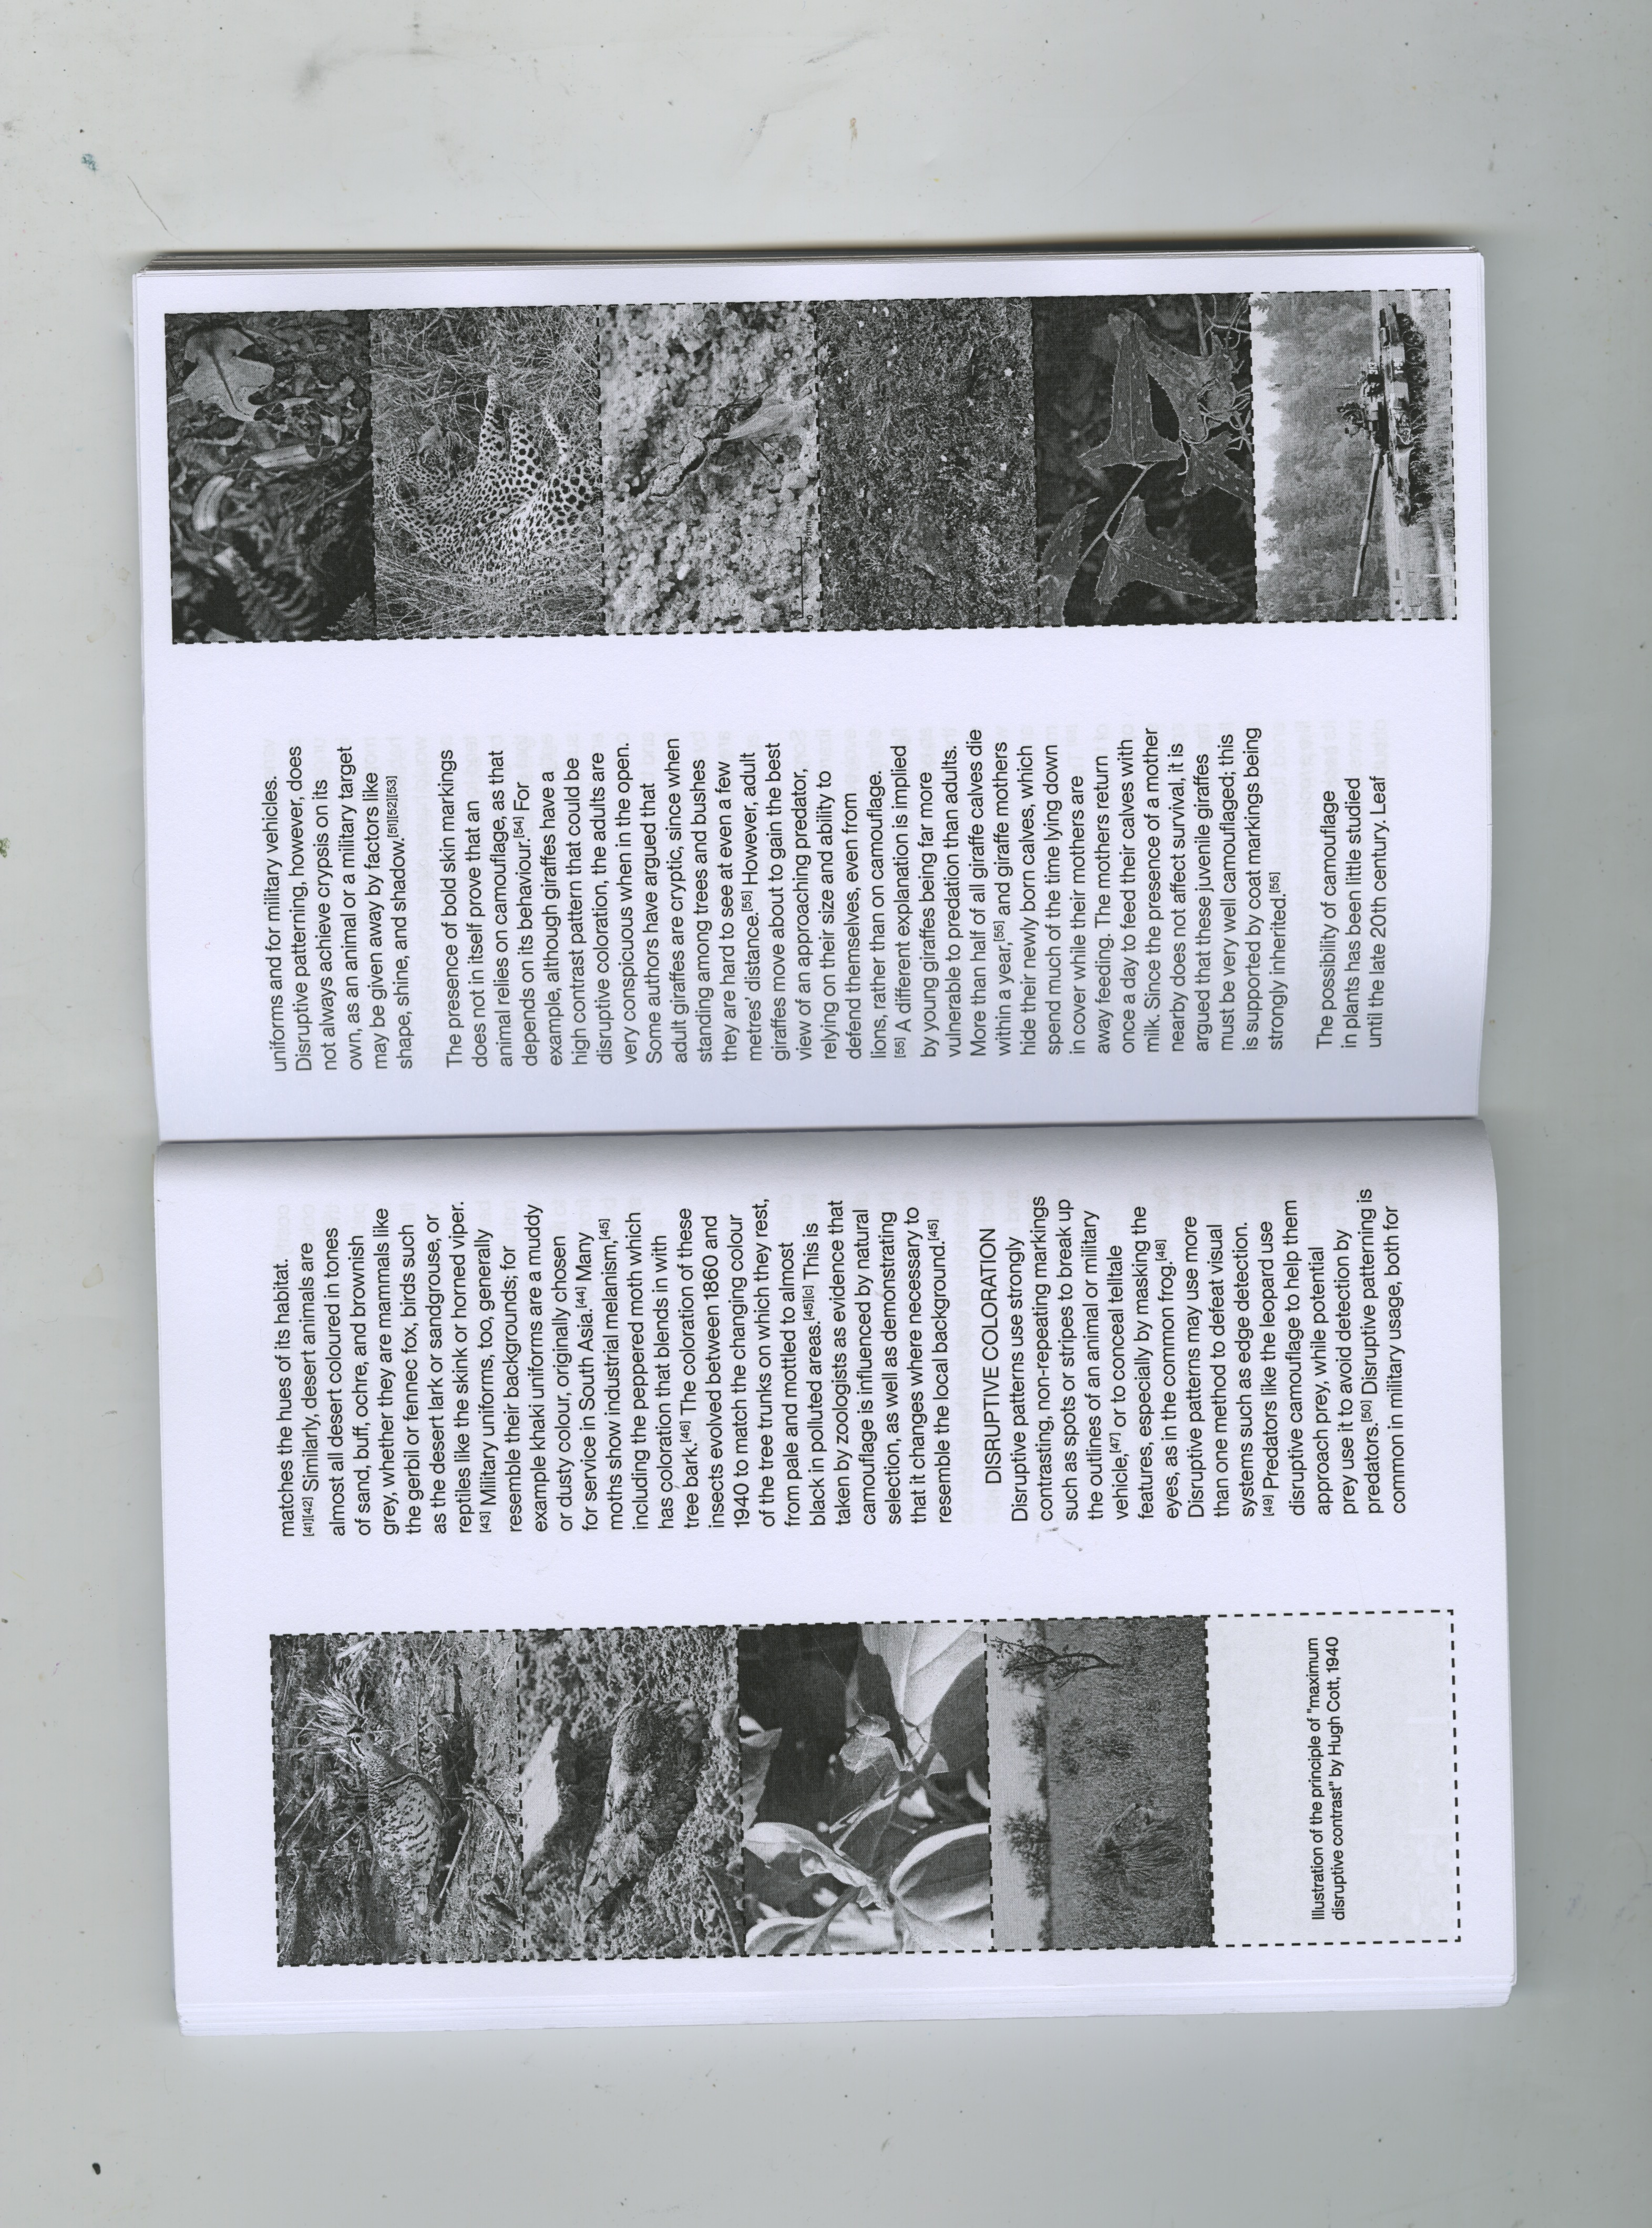 matches the hues of its habitat.
[41][42] Similarly, desert animals are
almost all desert coloured in tones
of sand, buff, ochre, and brownish
grey, whether they are mammals like
the gerbil or fennec fox, birds such
as the desert lark or sandgrouse, or
reptiles like the skink or horned viper.
[43] Military uniforms, too, generally
resemble their backgrounds; for
example khaki uniforms are a muddy
or dusty colour, originally chosen
for service in South Asia.[44] Many
moths show industrial melanism,[45]
including the peppered moth which
has coloration that blends in with
tree bark.[46] The coloration of these
insects evolved between 1860 and
1940 to match the changing colour
of the tree trunks on which they rest,
from pale and mottled to almost
black in polluted areas.[45][c] This is
taken by zoologists as evidence that
camouflage is influenced by natural
selection, as well as demonstrating
that it changes where necessary to
resemble the local background.[45]
DISRUPTIVE COLORATION
Disruptive patterns use strongly
contrasting, non-repeating markings
such as spots or stripes to break up
the outlines of an animal or military
vehicle,[47] or to conceal telltale
features, especially by masking the
eyes, as in the common frog.[48]
Disruptive patterns may use more
than one method to defeat visual
systems such as edge detection.
[49] Predators like the leopard use
disruptive camouflage to help them
approach prey, while potential
prey use it to avoid detection by
predators.[50] Disruptive patterning is
common in military usage, both for
Illustration of the principle of "maximum
disruptive contrast" by Hugh Cott, 1940
uniforms and for military vehicles.
Disruptive patterning, however, does
not always achieve crypsis on its
own, as an animal or a military target
may be given away by factors like
shape, shine, and shadow.[51][52][53]
The presence of bold skin markings
does not in itself prove that an
animal relies on camouflage, as that
depends on its behaviour.[54] For
example, although giraffes have a
high contrast pattern that could be
disruptive coloration, the adults are
very conspicuous when in the open.
Some authors have argued that
adult giraffes are cryptic, since when
standing among trees and bushes
they are hard to see at even a few
metres' distance.[55] However, adult
giraffes move about to gain the best
view of an approaching predator,
relying on their size and ability to
defend themselves, even from
lions, rather than on camouflage.
[55] A different explanation is implied
by young giraffes being far more
vulnerable to predation than adults.
More than half of all giraffe calves die
within a year,[55] and giraffe mothers
hide their newly born calves, which
spend much of the time lying down
in cover while their mothers are
away feeding. The mothers return
once a day to feed their calves with
milk. Since the presence of a mother
nearby does not affect survival, it is
argued that these juvenile giraffes
must be very well camouflaged; this
is supported by coat markings being
strongly inherited.[55]
The possibility of camouflage
in plants has been little studied
until the late 20th century. Leaf